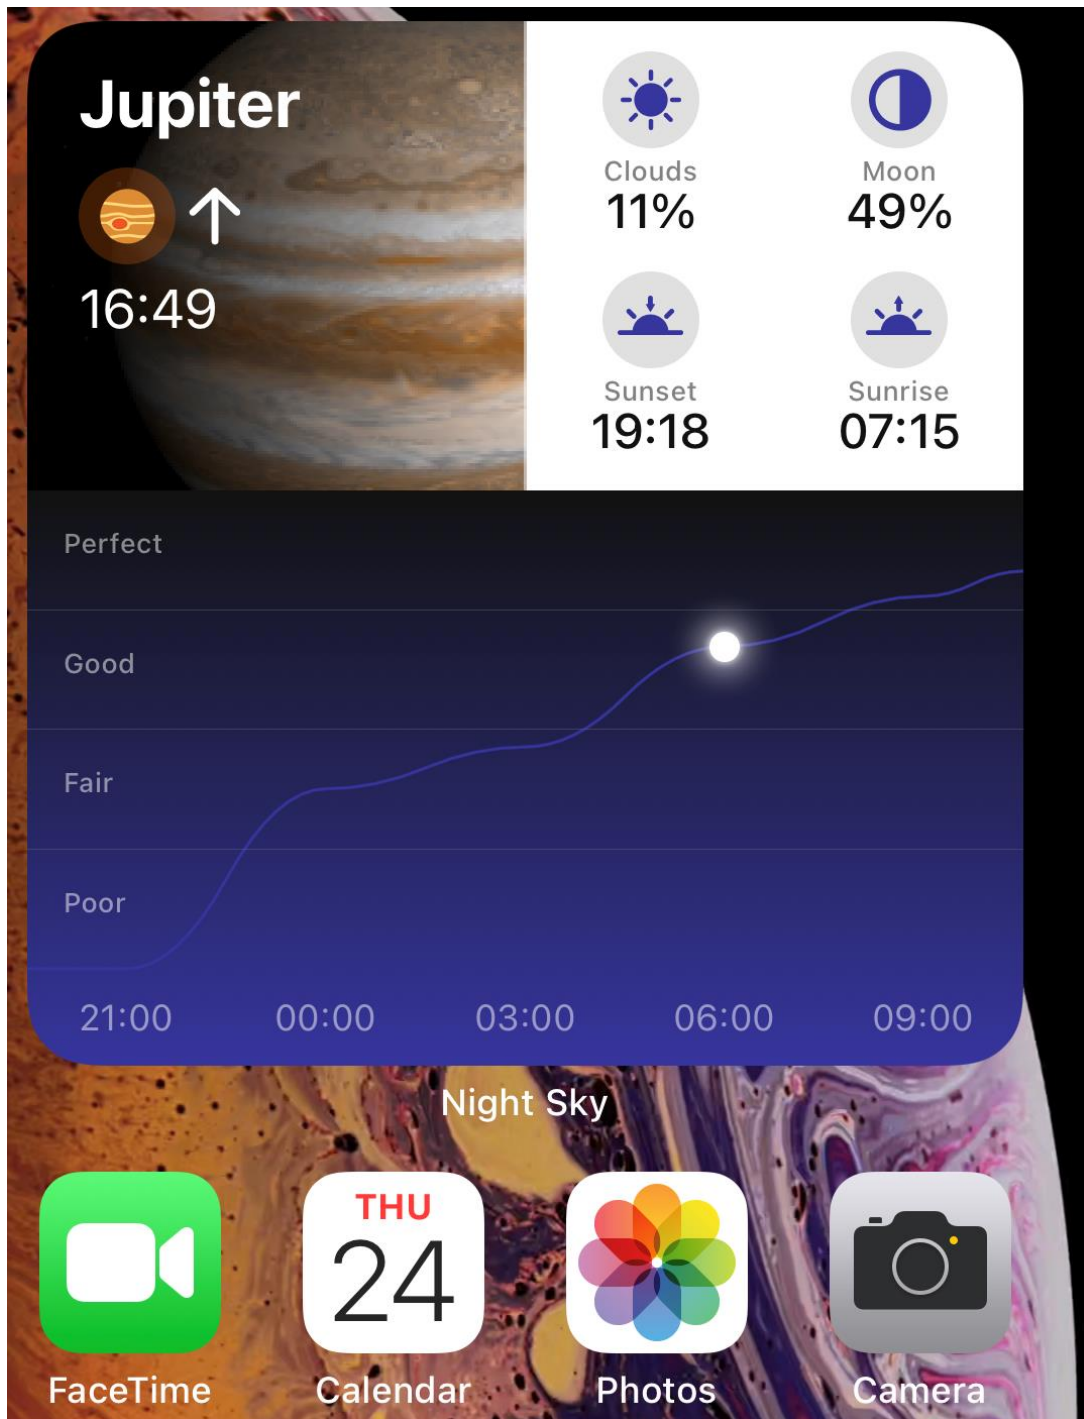 Jupiter
16:49
Clouds
11%
Moon
49%
Sunset
19:18
Sunrise
07:15
Perfect
Good
Fair
Poor
21:00 00:00 03:00 06:00 09:00
Night Sky
THU
24
FaceTime Calendar Photos Camera